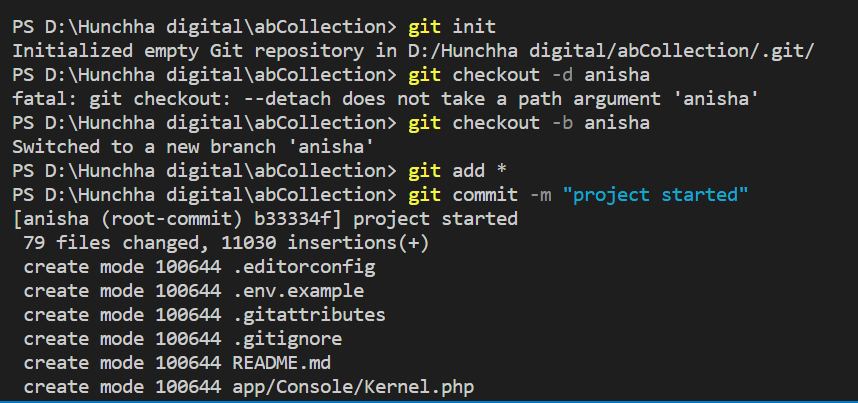 PS D:\Hunchha digital\abCollection> git init
Initialized empty Git repository in D:/Hunchha digital/abCollection/.git/
PS D:\Hunchha digital\abCollection> git checkout -d anisha
fatal: git checkout: --detach does not take a path argument 'anisha'
PS D:\Hunchha digital\abCollection> git checkout -b anisha
Switched to a new branch 'anisha'
PS D:\Hunchha digital\abCollection> git add *
PS D:\Hunchha digital\abCollection> git commit -m "project started"
[anisha (root-commit) b33334f] project started
 79 files changed, 11030 insertions(+)
 create mode 100644 .editorconfig
 create mode 100644 .env.example
 create mode 100644 .gitattributes
 create mode 100644 .gitignore
 create mode 100644 README.md
 create mode 100644 app/Console/Kernel.php